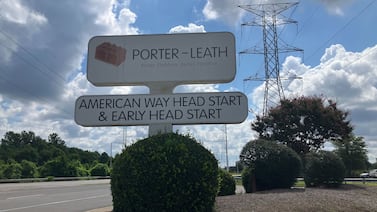 PORTER–LEATH
AMERICAN WAY HEAD START
& EARLY HEAD START